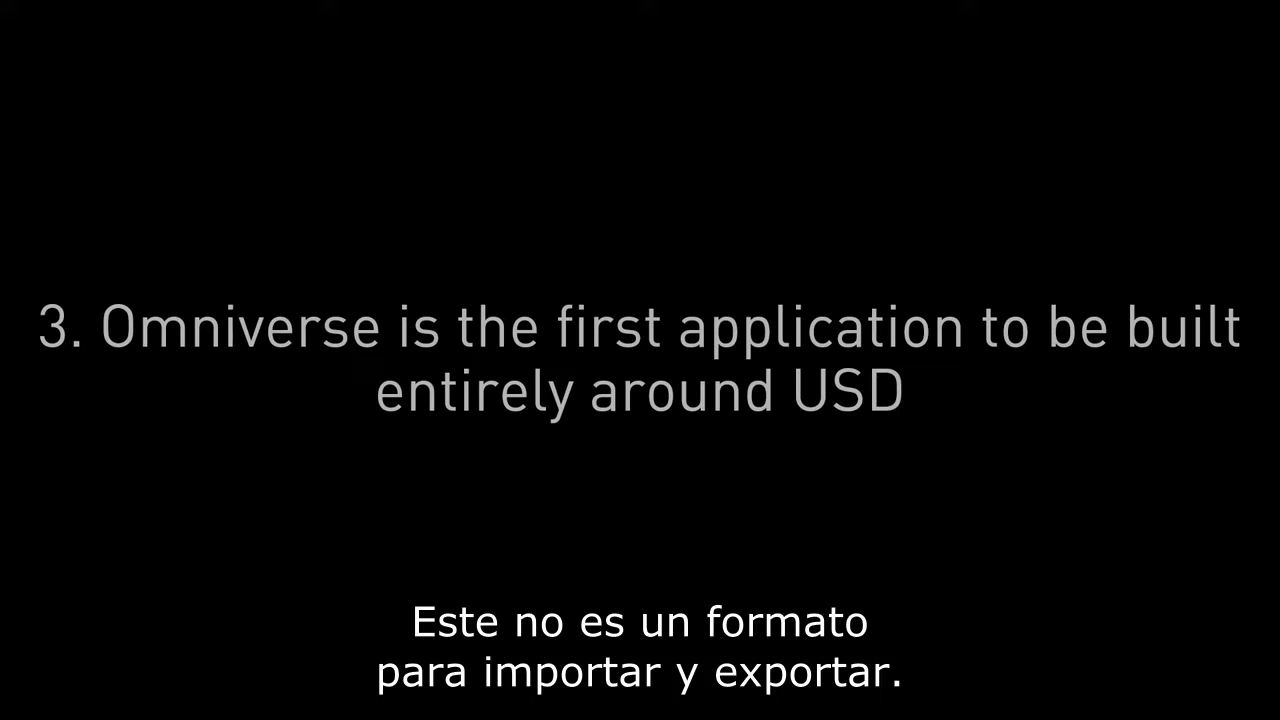 3. Omniverse is the first application to be built
entirely around USD
Este no es un formato
para importar y exportar.